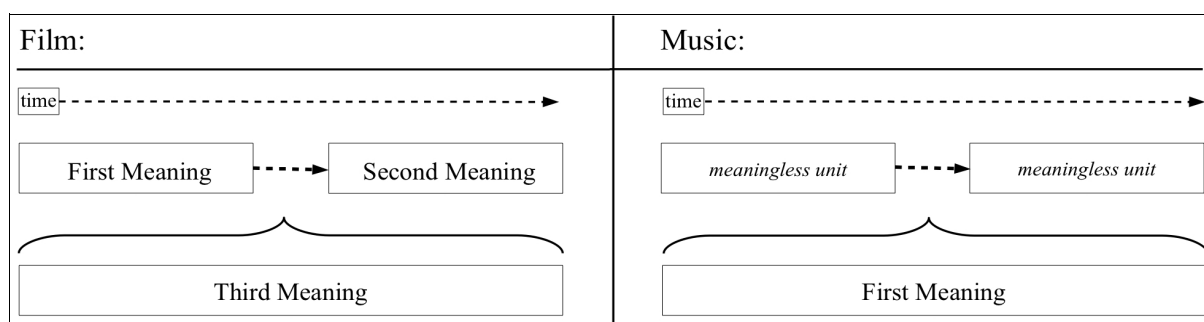 Film:
Music:
time
time
First Meaning
Second Meaning
meaningless unit
meaningless unit
Third Meaning
First Meaning